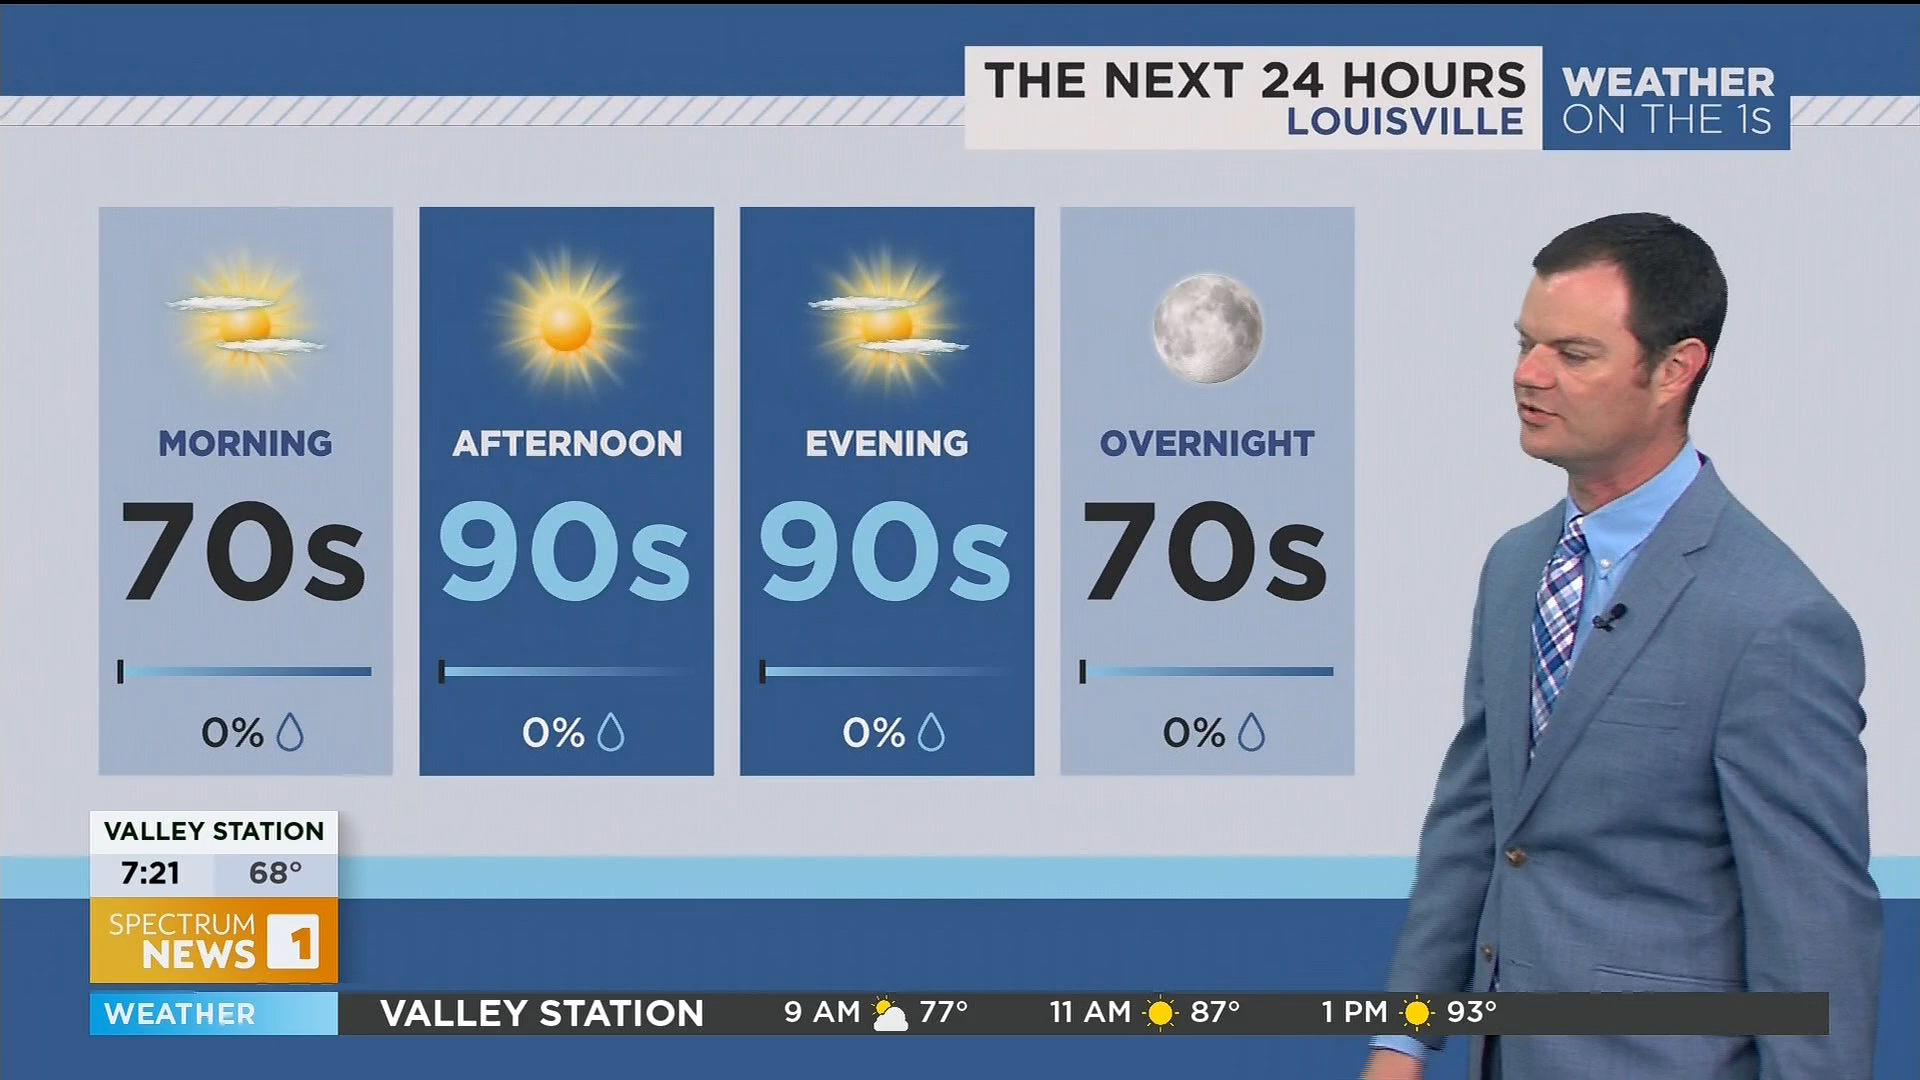 THE NEXT 24 HOURS
LOUISVILLE
WEATHER
ON THE 1S
MORNING
70s
0%
AFTERNOON
90s
0%
EVENING
90s
0%
OVERNIGHT
70s
0%
VALLEY STATION
7:21 68°
SPECTRUM
NEWS 1
WEATHER
VALLEY STATION 9 AM 77° 11 AM 87° 1 PM 93°